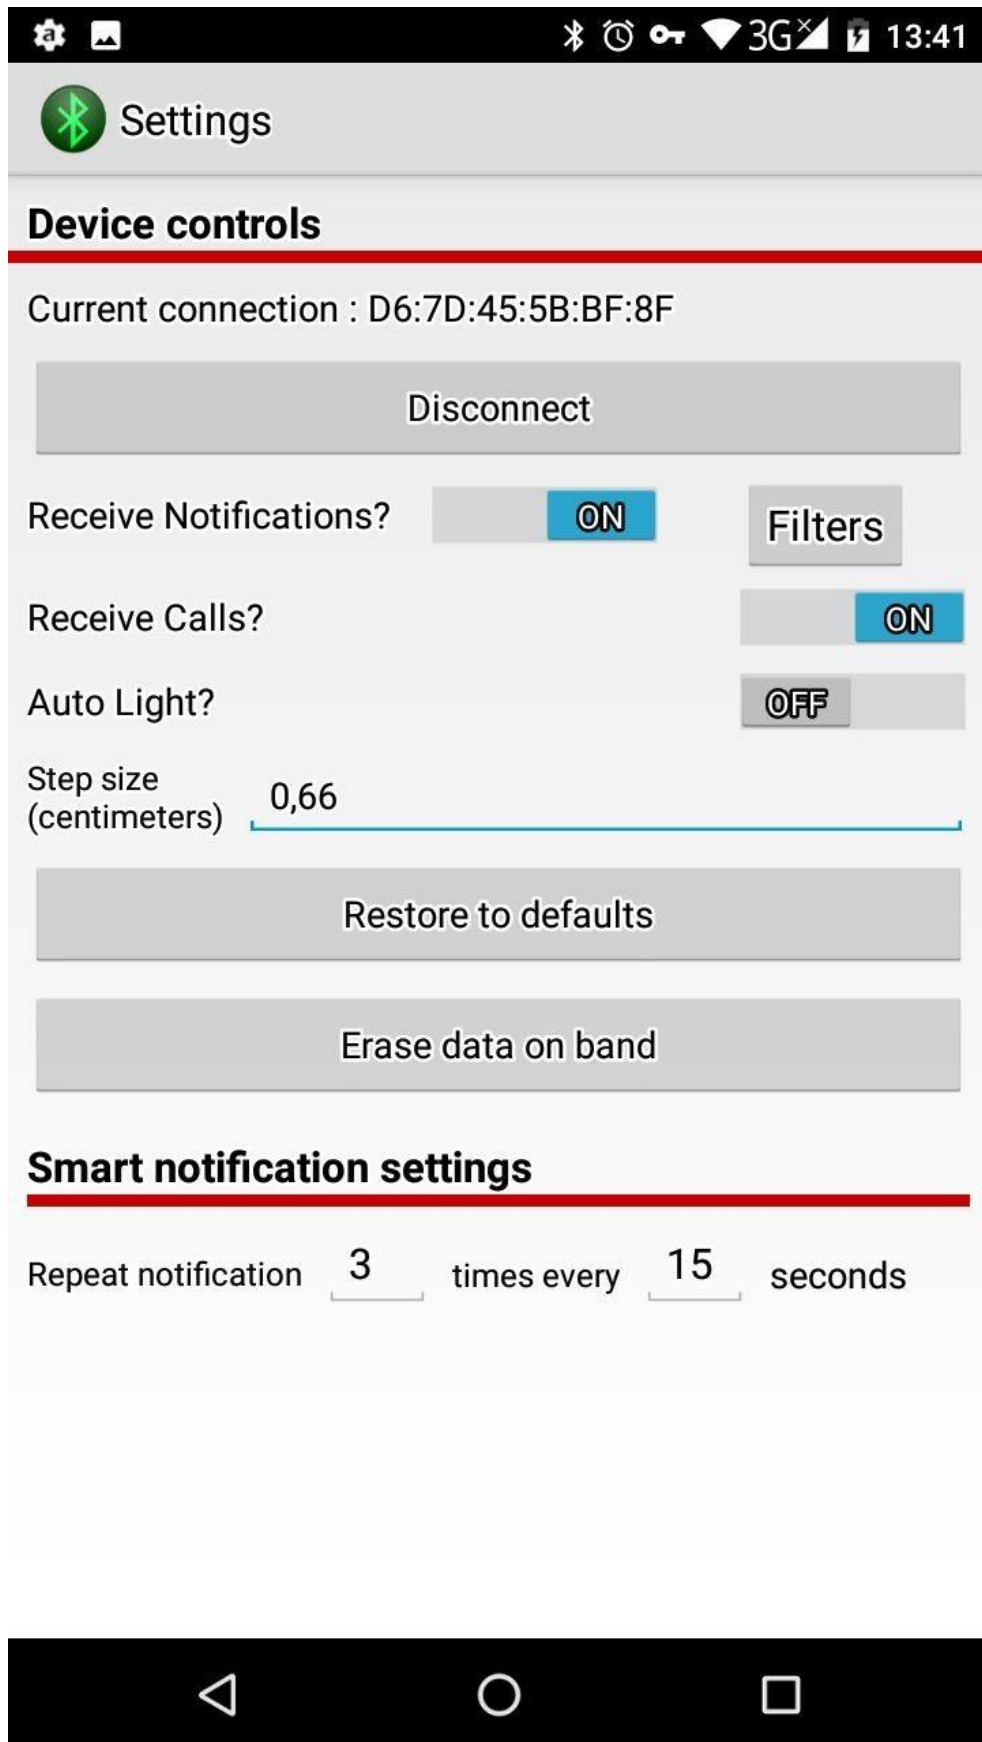 3G 13:41
Settings
Device controls
Current connection : D6:7D:45:5B:BF:8F
Disconnect
Receive Notifications? ON Filters
Receive Calls? ON
Auto Light? OFF
Step size
(centimeters) 0,66
Restore to defaults
Erase data on band
Smart notification settings
Repeat notification 3 times every 15 seconds